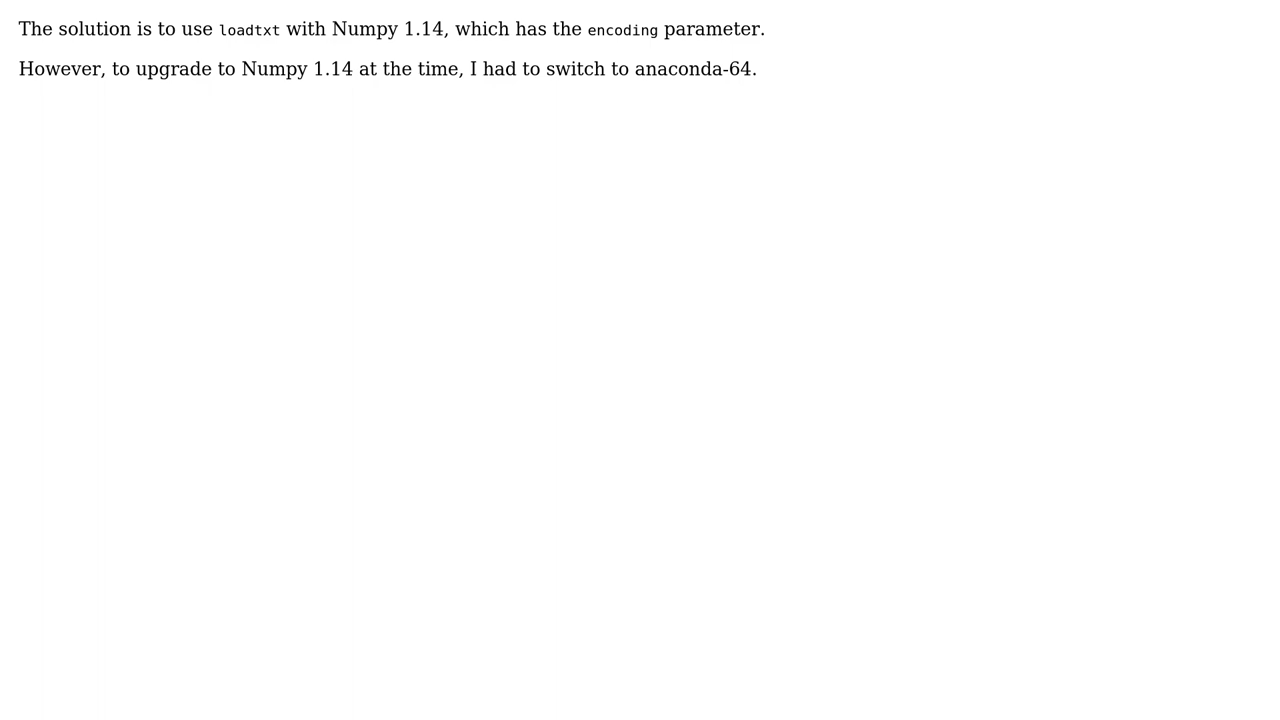 The solution is to use loadtxt with Numpy 1.14, which has the encoding parameter.
However, to upgrade to Numpy 1.14 at the time, I had to switch to anaconda-64.